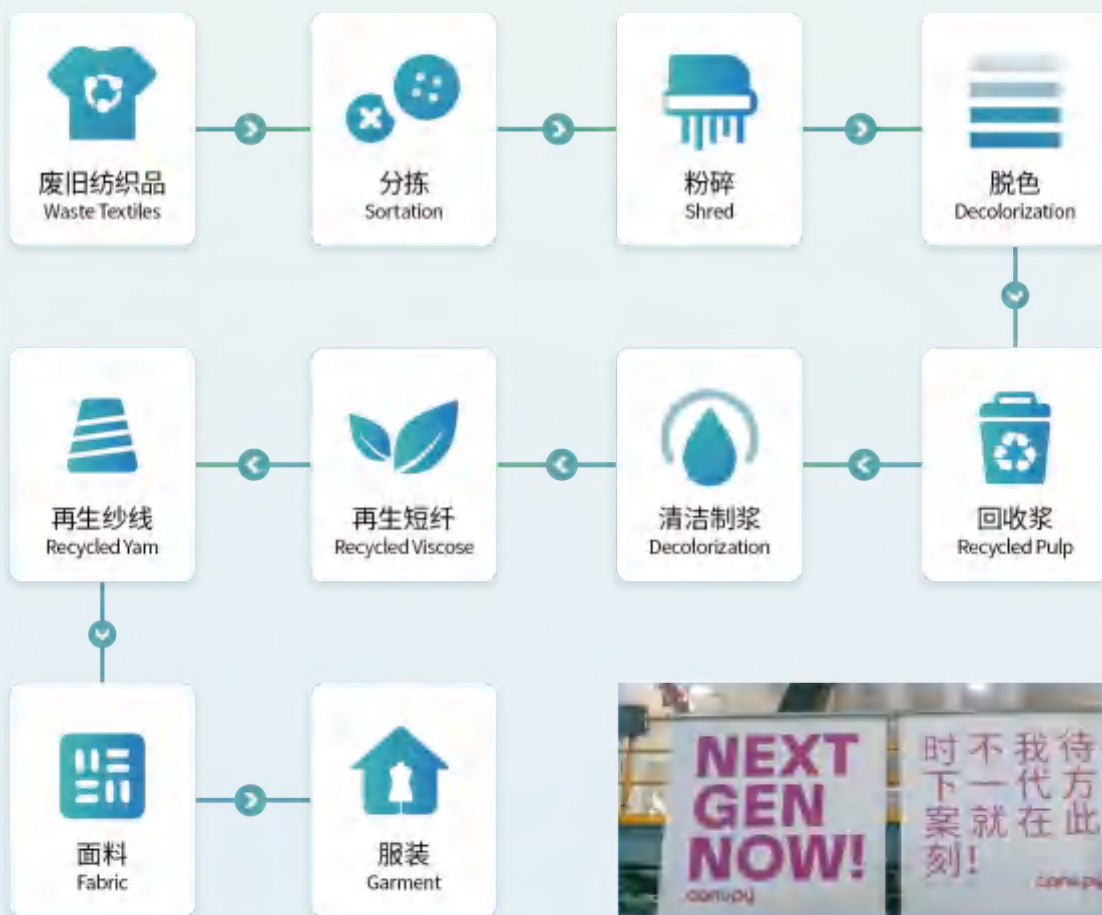 废旧纺织品
Waste Textiles
分拣
Sortation
粉碎
Shred
脱色
Decolorization
回收浆
Recycled Pulp
清洁制浆
Decolorization
再生短纤
Recycled Viscose
再生纱线
Recycled Yarn
面料
Fabric
服装
Garment
NEXT
GEN
NOW!
canopy
时不我待
下一代方
案就在此
刻!
canopy